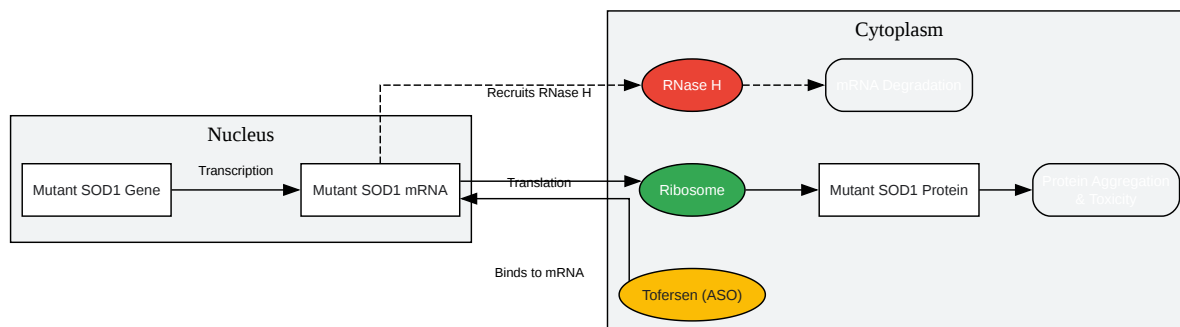 Cytoplasm
RNase H
mRNA Degradation
Recruits RNase H
Nucleus
Transcription
Mutant SOD1 Gene
Mutant SOD1 mRNA
Translation
Ribosome
Mutant SOD1 Protein
Protein Aggregation
& Toxicity
Binds to mRNA
Tofersen (ASO)